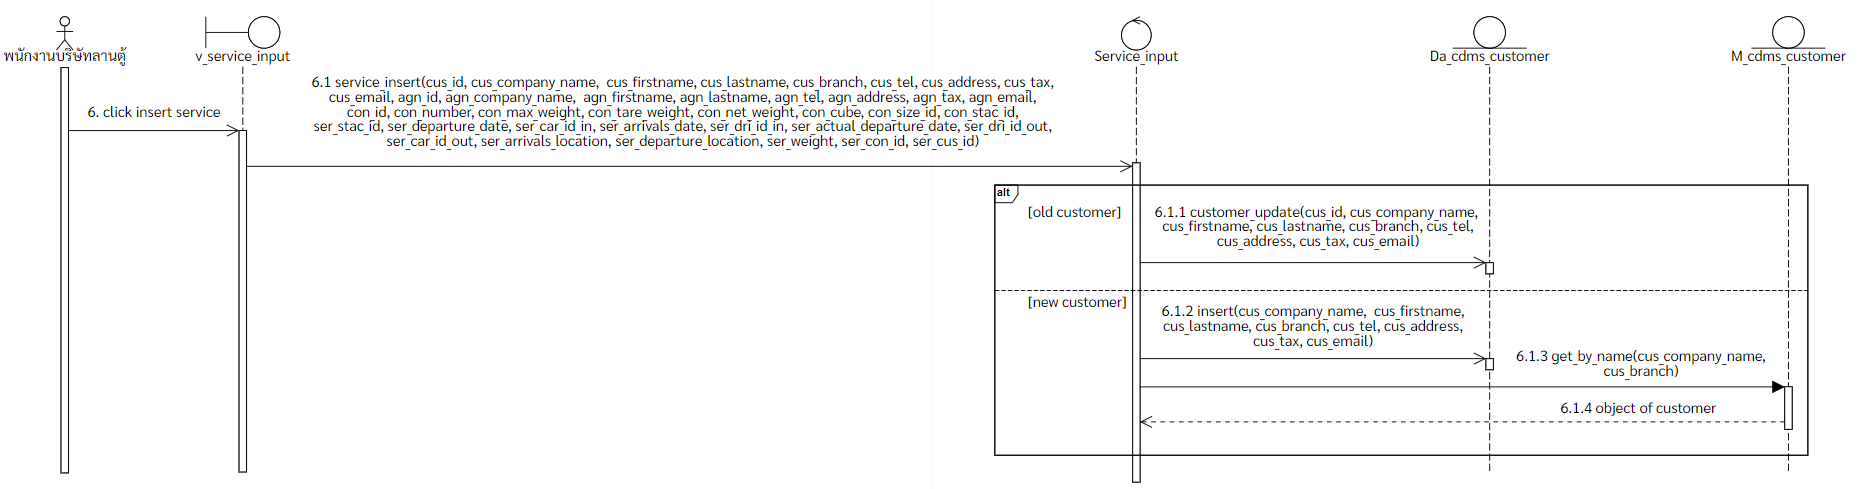 พนักงานบริษัทลานตู้
v_service_input
Service_input
Da_cdms_customer
M_cdms_customer
6. click insert service
6.1 service_insert(cus_id, cus_company_name,  cus_firstname, cus_lastname, cus_branch, cus_tel, cus_address, cus_tax,
cus_email, agn_id, agn_company_name,  agn_firstname, agn_lastname, agn_tel, agn_address, agn_tax, agn_email,
con_id, con_number, con_max_weight, con_tare_weight, con_net_weight, con_cube, con_size_id, con_stac_id,
ser_stac_id, ser_departure_date, ser_car_id_in, ser_arrivals_date, ser_dri_id_in, ser_actual_departure_date, ser_dri_id_out,
ser_car_id_out, ser_arrivals_location, ser_departure_location, ser_weight, ser_con_id, ser_cus_id)
alt
[old customer]
6.1.1 customer_update(cus_id, cus_company_name,
cus_firstname, cus_lastname, cus_branch, cus_tel,
cus_address, cus_tax, cus_email)
[new customer]
6.1.2 insert(cus_company_name,  cus_firstname,
cus_lastname, cus_branch, cus_tel, cus_address,
cus_tax, cus_email)
6.1.3 get_by_name(cus_company_name,
cus_branch)
6.1.4 object of customer